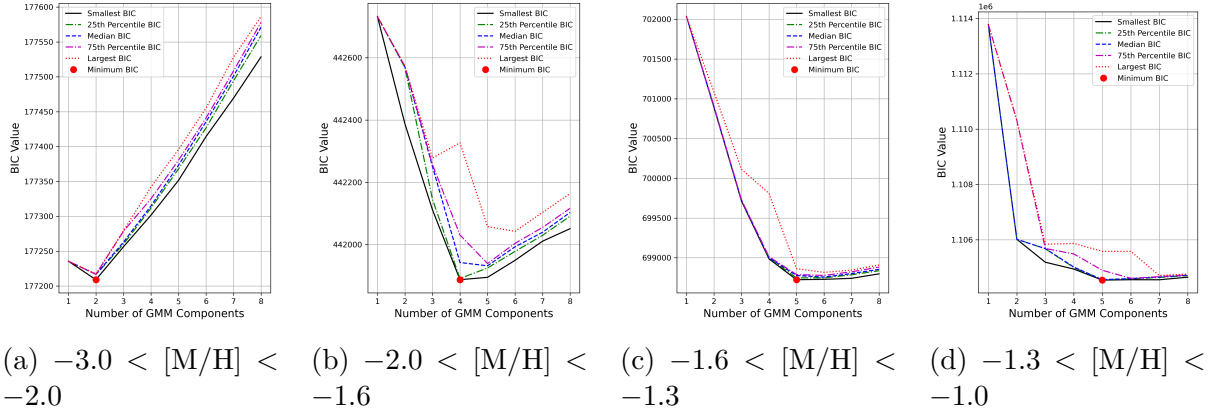 177600
177550
177500
177450
177400
177350
177300
177250
177200
BIC Value
1 2 3 4 5 6 7 8
Number of GMM Components
Smallest BIC
25th Percentile BIC
Median BIC
75th Percentile BIC
Largest BIC
Minimum BIC
(a) −3.0 < [M/H] <
−2.0
442600
442400
442200
442000
BIC Value
1 2 3 4 5 6 7 8
Number of GMM Components
Smallest BIC
25th Percentile BIC
Median BIC
75th Percentile BIC
Largest BIC
Minimum BIC
(b) −2.0 < [M/H] <
−1.6
702000
701500
701000
700500
700000
699500
699000
BIC Value
1 2 3 4 5 6 7 8
Number of GMM Components
Smallest BIC
25th Percentile BIC
Median BIC
75th Percentile BIC
Largest BIC
Minimum BIC
(c) −1.6 < [M/H] <
−1.3
1e6
1.114
1.112
1.110
1.108
1.106
BIC Value
1 2 3 4 5 6 7 8
Number of GMM Components
Smallest BIC
25th Percentile BIC
Median BIC
75th Percentile BIC
Largest BIC
Minimum BIC
(d) −1.3 < [M/H] <
−1.0